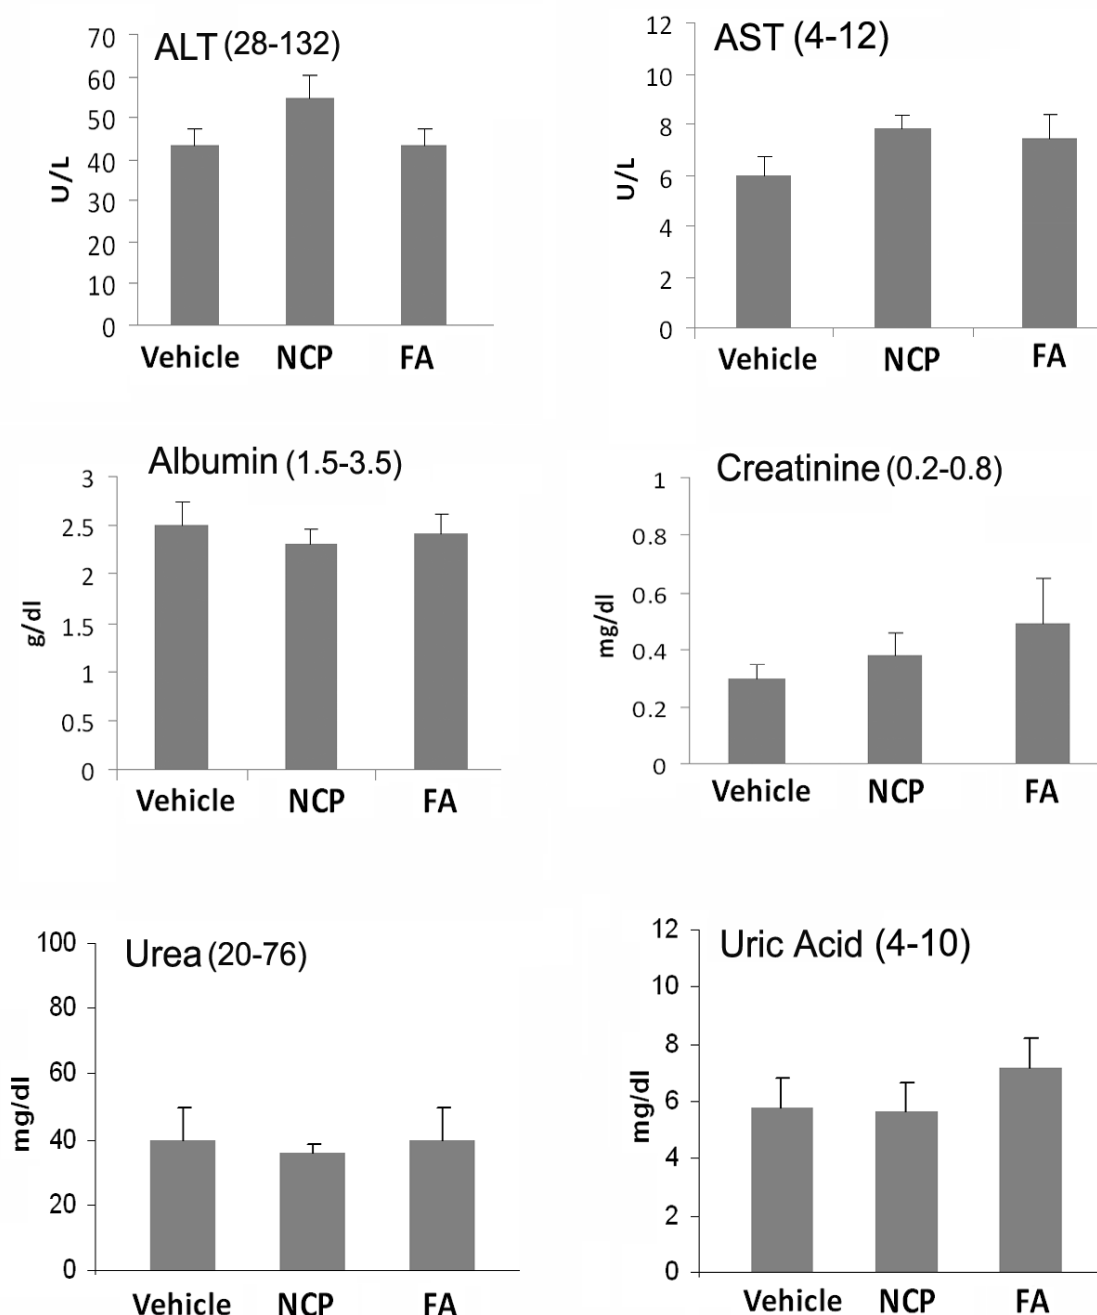 ALT (28-132)
70
60
50
40
30
20
10
0
U/L
Vehicle NCP FA
AST (4-12)
12
10
8
6
4
2
0
U/L
Vehicle NCP FA
Albumin (1.5-3.5)
3
2.5
2
1.5
1
0.5
0
g/dl
Vehicle NCP FA
Creatinine (0.2-0.8)
1
0.8
0.6
0.4
0.2
0
mg/dl
Vehicle NCP FA
Urea (20-76)
100
80
60
40
20
0
mg/dl
Vehicle NCP FA
Uric Acid (4-10)
12
10
8
6
4
2
0
mg/dl
Vehicle NCP FA